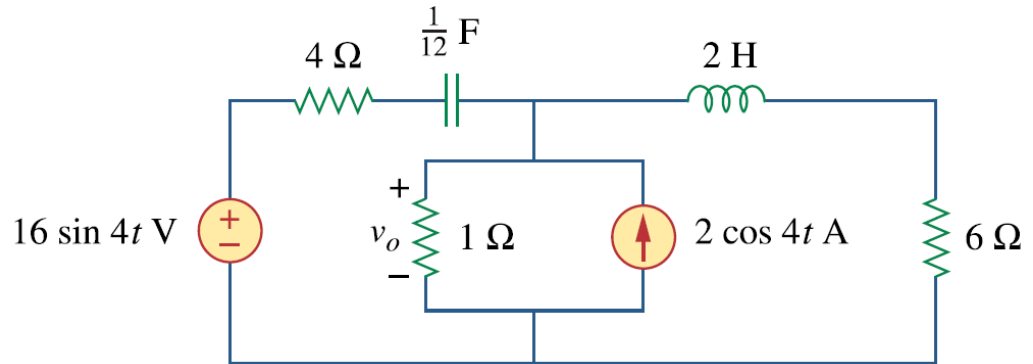 4 Ω
1/12 F
2 H
16 sin 4t V
+
−
+
v_o
−
1 Ω
2 cos 4t A
6 Ω